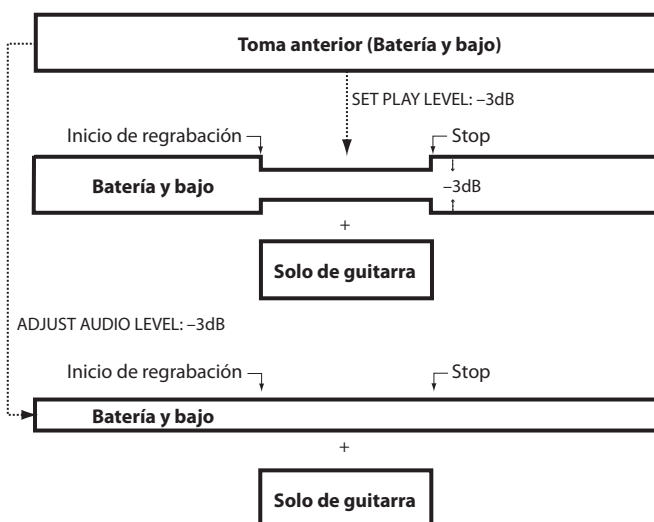 Toma anterior (Batería y bajo)
SET PLAY LEVEL: –3dB
Inicio de regrabación
Stop
Batería y bajo
–3dB
+
Solo de guitarra
ADJUST AUDIO LEVEL: –3dB
Inicio de regrabación
Stop
Batería y bajo
+
Solo de guitarra